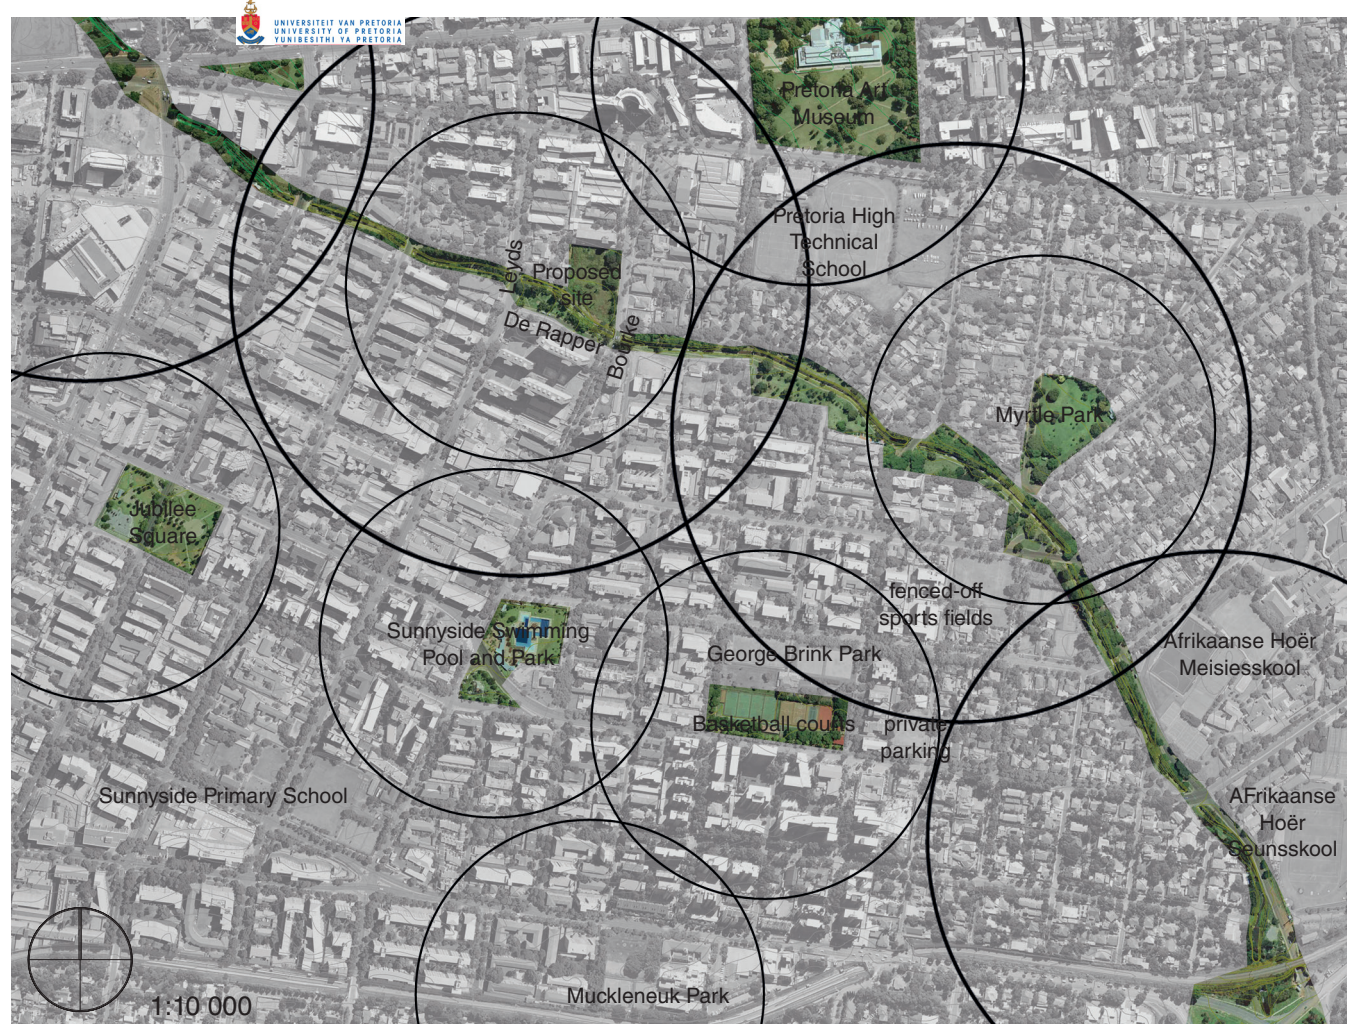 UNIVERSITEIT VAN PRETORIA
UNIVERSITY OF PRETORIA
YUNIBESITHI YA PRETORIA
Pretoria Art
Museum
Pretoria High
Technical
School
Leyds
Proposed
site
De Rapper
Bourke
Myrtle Park
Jubilee
Square
fenced-off
sports fields
Sunnyside Swimming
Pool and Park
George Brink Park
Afrikaanse Hoër
Meisiesskool
Basketball courts
private
parking
Sunnyside Primary School
AFrikaanse
Hoër
Seunsskool
Muckleneuk Park
1:10 000